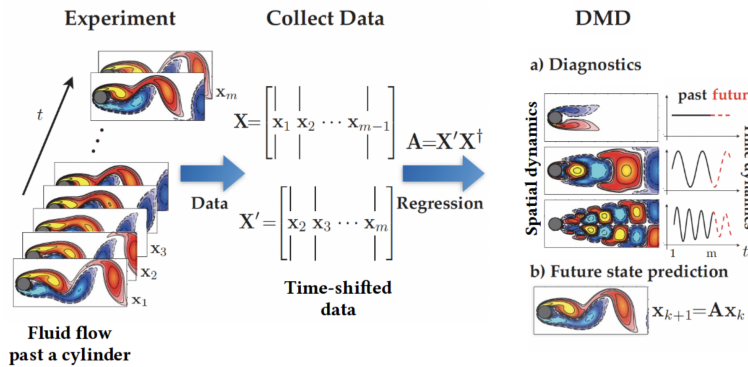 Experiment
Collect Data
DMD
t
x_m
x_3
x_2
x_1
Fluid flow
past a cylinder
Data
X= [x_1 x_2 ⋯ x_{m−1}]
X′= [x_2 x_3 ⋯ x_m]
Time-shifted
data
A=X′X†
Regression
a) Diagnostics
Spatial dynamics
past futur
1 m t
b) Future state prediction
x_{k+1}=Ax_k